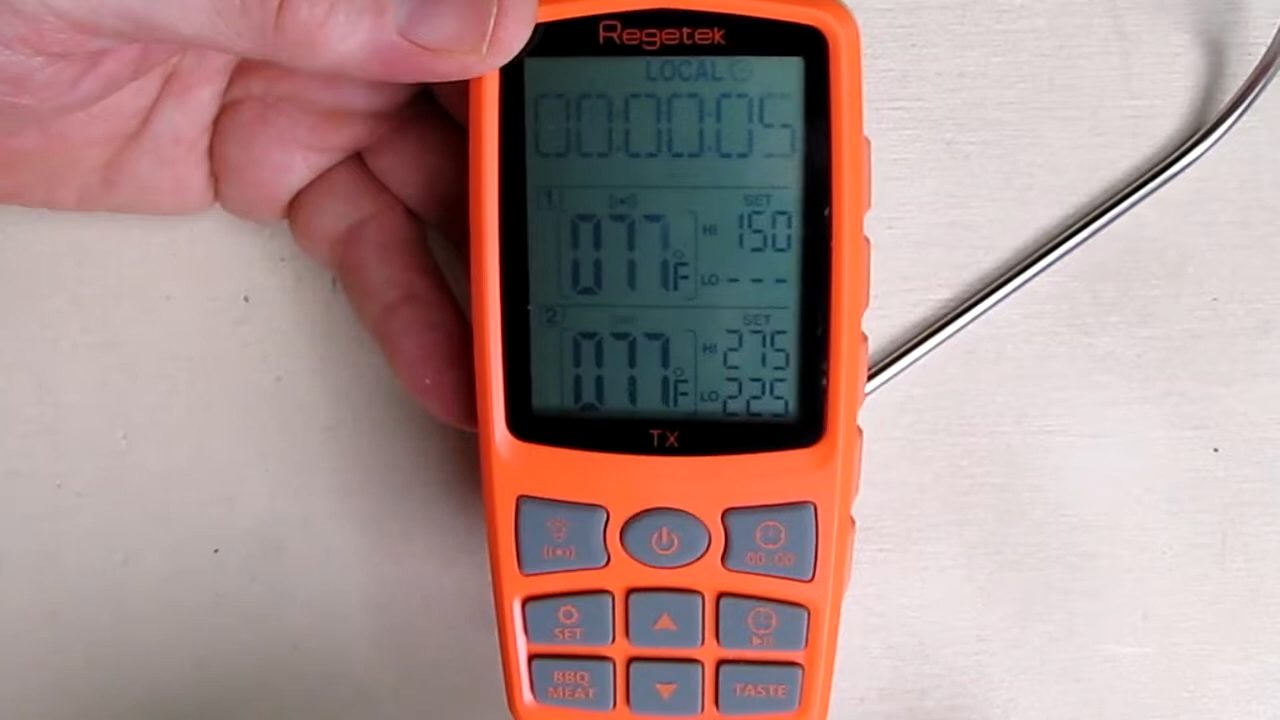 Regetek
LOCAL
00:00:05
1
SET
077°F
HI 150
LO ---
2
SET
077°F
HI 275
LO 225
TX
00:00
SET
BBQ
MEAT
TASTE